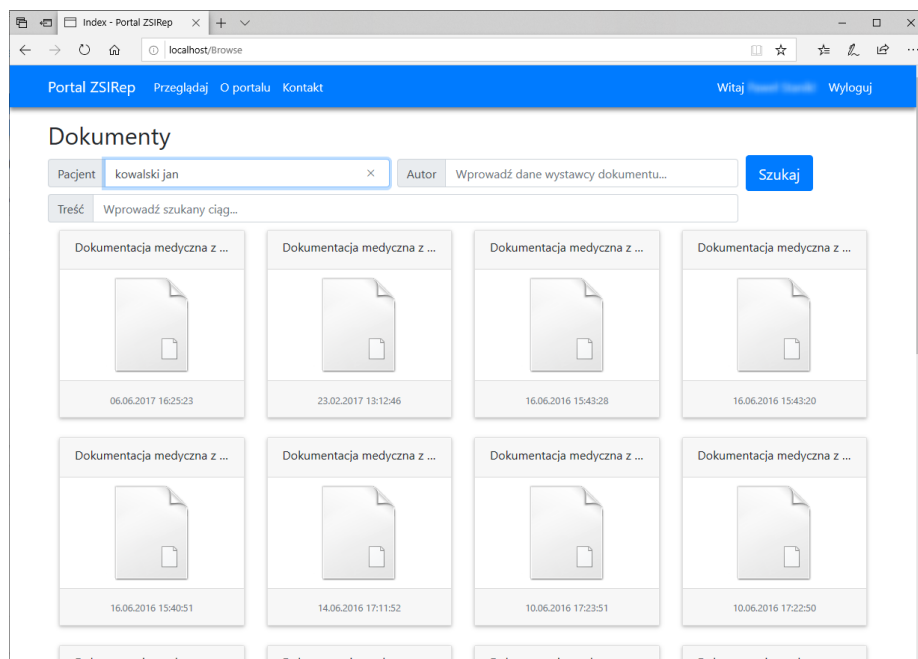 Index - Portal ZSIRep
localhost/Browse
Portal ZSIRep Przeglądaj O portalu Kontakt Witaj Wyloguj
Dokumenty
Pacjent kowalski jan Autor Wprowadź dane wystawcy dokumentu... Szukaj
Treść Wprowadź szukany ciąg...
Dokumentacja medyczna z ... Dokumentacja medyczna z ... Dokumentacja medyczna z ... Dokumentacja medyczna z ...
06.06.2017 16:25:23 23.02.2017 13:12:46 16.06.2016 15:43:28 16.06.2016 15:43:20
Dokumentacja medyczna z ... Dokumentacja medyczna z ... Dokumentacja medyczna z ... Dokumentacja medyczna z ...
16.06.2016 15:40:51 14.06.2016 17:11:52 10.06.2016 17:23:51 10.06.2016 17:22:50